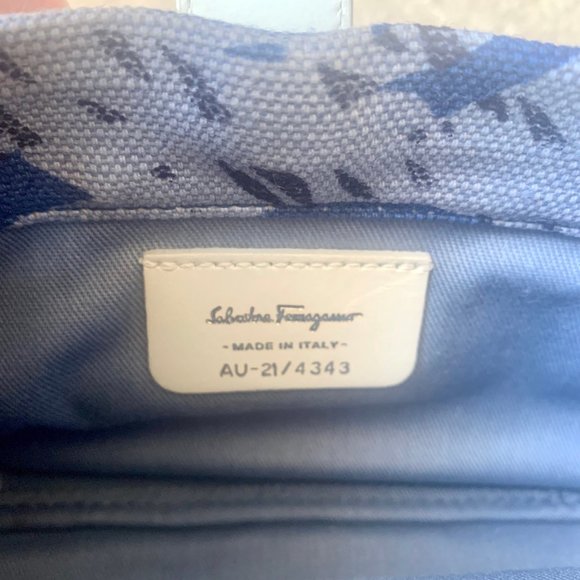 Salvatore Ferragamo
- MADE IN ITALY -
AU-21/4343